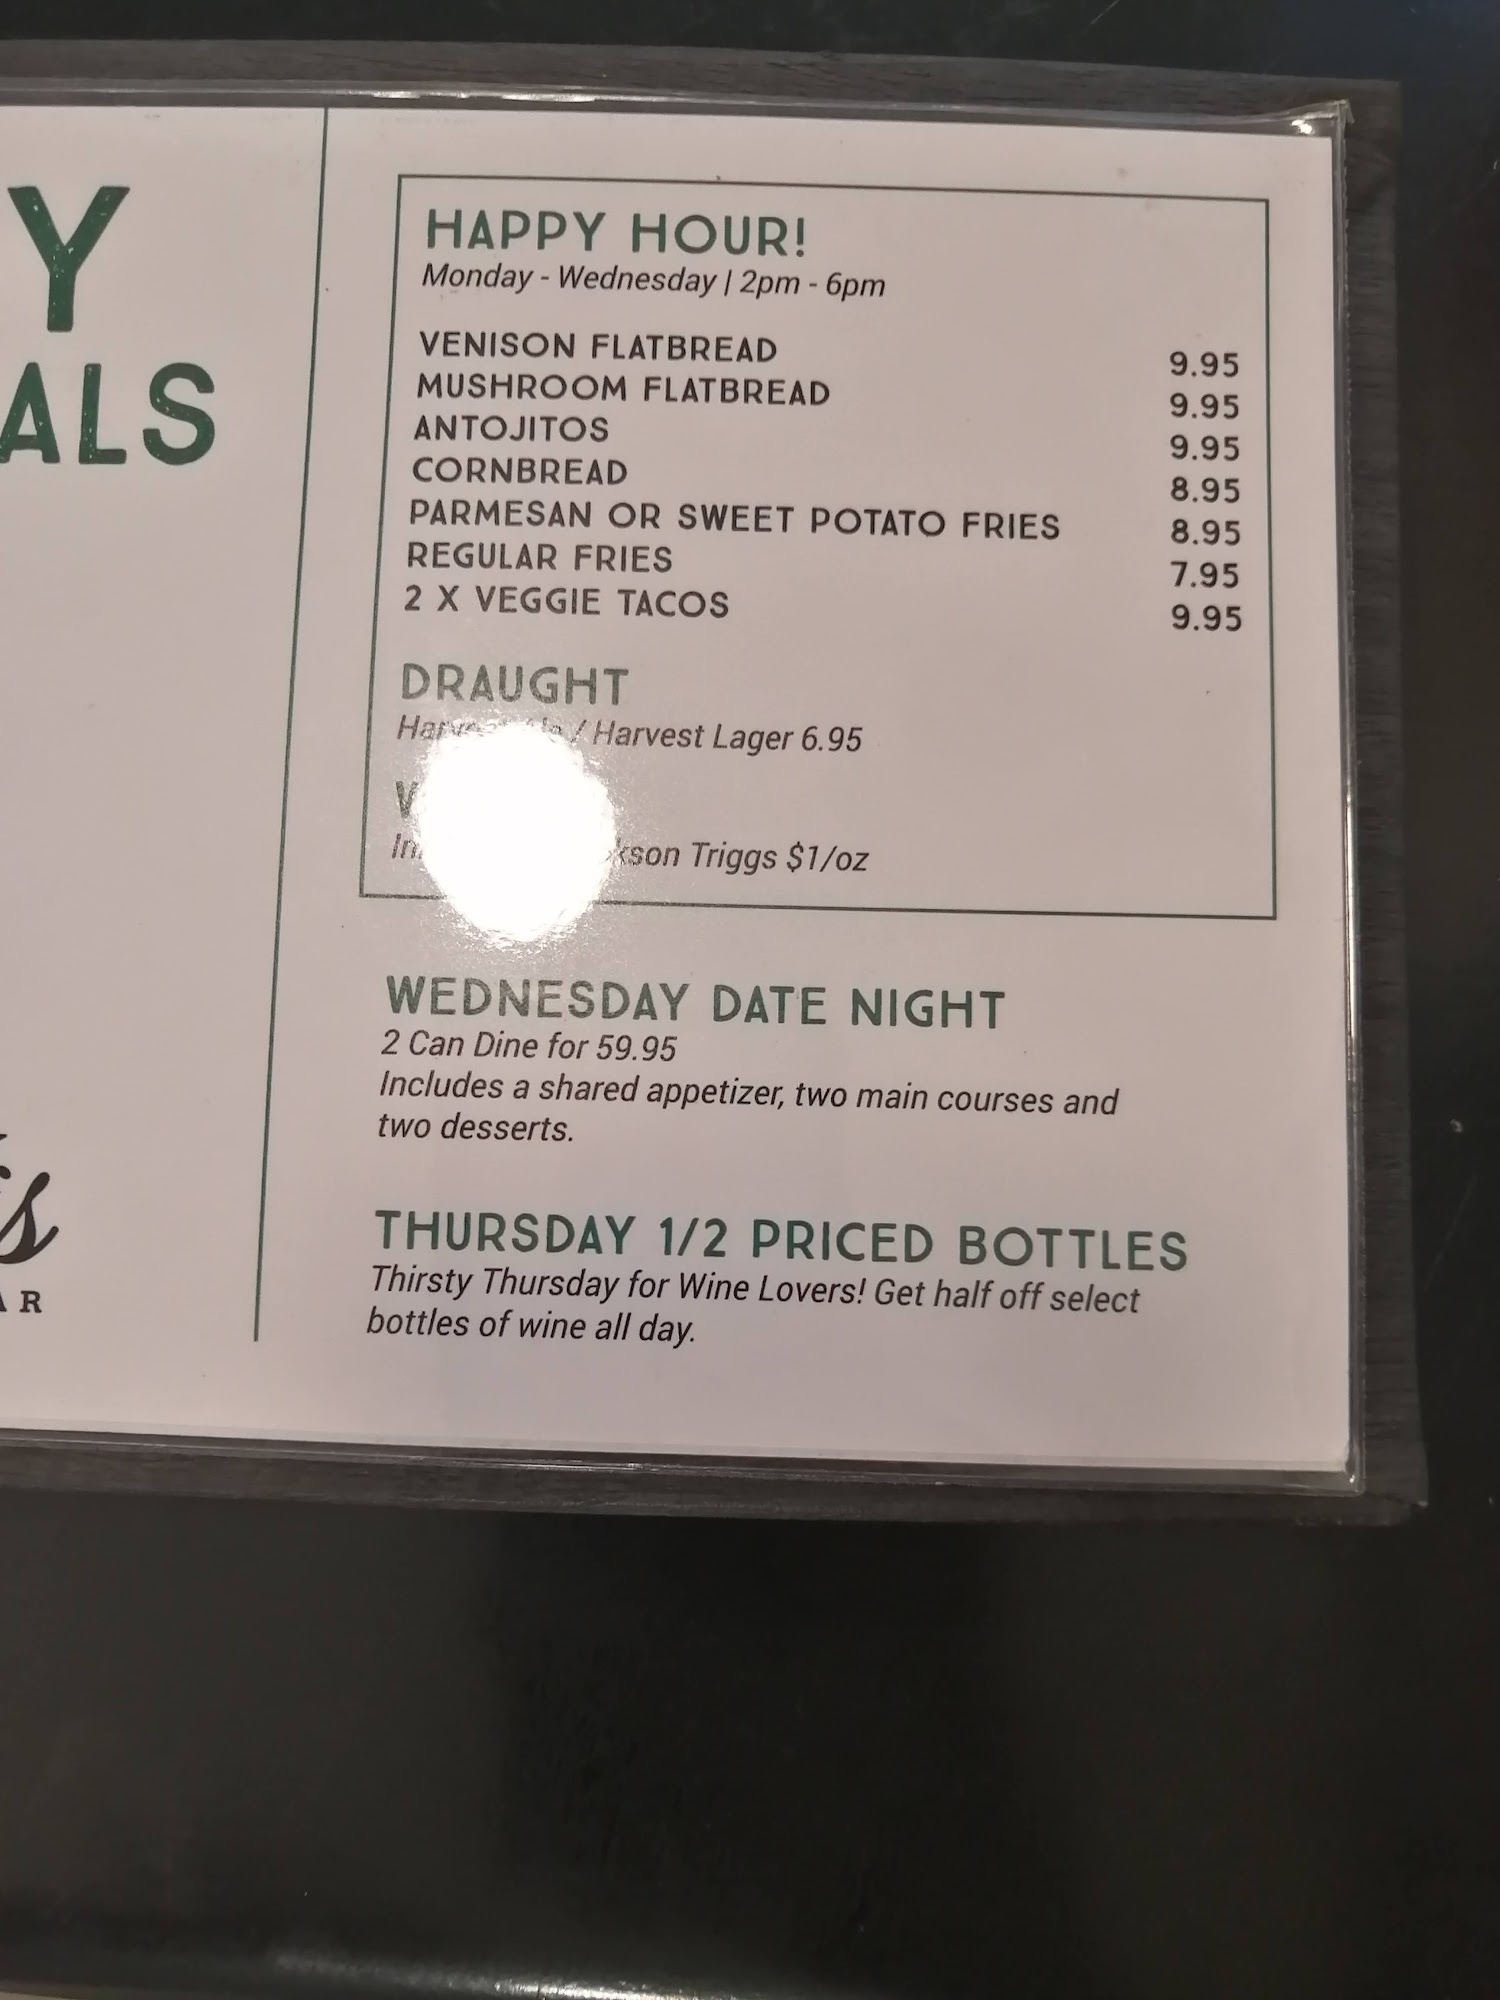 Y
ALS
is
AR
HAPPY HOUR!
Monday - Wednesday | 2pm - 6pm
VENISON FLATBREAD 9.95
MUSHROOM FLATBREAD 9.95
ANTOJITOS 9.95
CORNBREAD 8.95
PARMESAN OR SWEET POTATO FRIES 8.95
REGULAR FRIES 7.95
2 X VEGGIE TACOS 9.95
DRAUGHT
/ Harvest Lager 6.95
Triggs $1/oz
WEDNESDAY DATE NIGHT
2 Can Dine for 59.95
Includes a shared appetizer, two main courses and
two desserts.
THURSDAY 1/2 PRICED BOTTLES
Thirsty Thursday for Wine Lovers! Get half off select
bottles of wine all day.